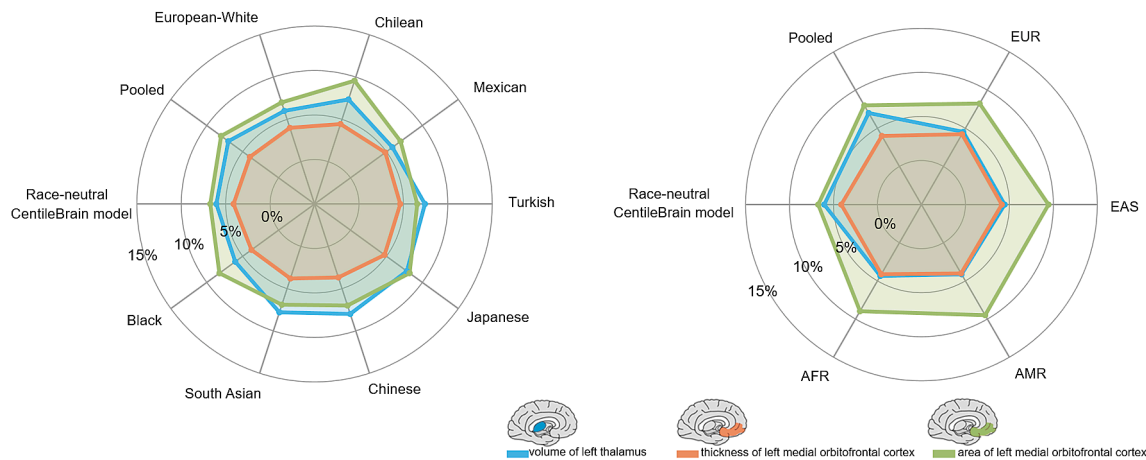 European-White
Chilean
Pooled
Mexican
Race-neutral
CentileBrain model
Turkish
0%
5%
10%
15%
Black
Japanese
South Asian
Chinese
Pooled
EUR
Race-neutral
CentileBrain model
EAS
0%
5%
10%
15%
AFR
AMR
volume of left thalamus
thickness of left medial orbitofrontal cortex
area of left medial orbitofrontal cortex